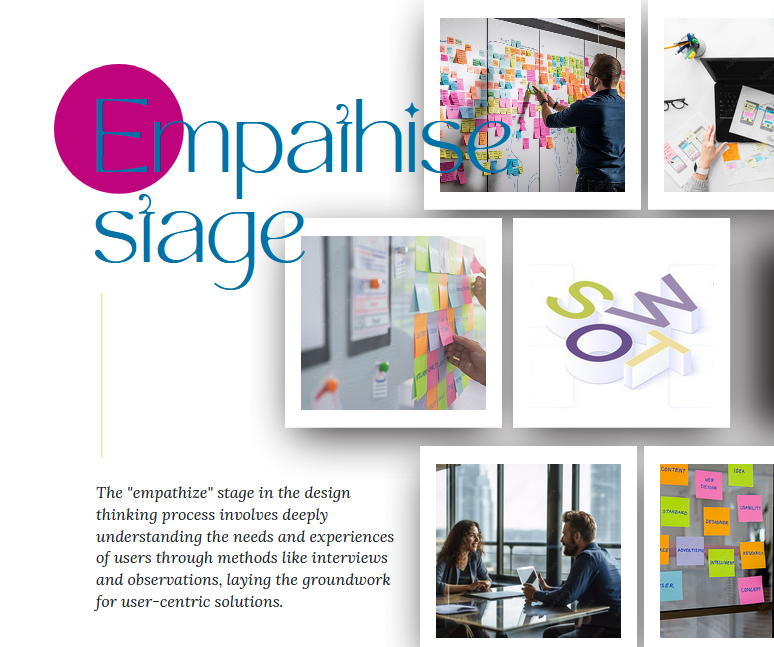 Empathise
stage
S W
O T
The "empathize" stage in the design
thinking process involves deeply
understanding the needs and experiences
of users through methods like interviews
and observations, laying the groundwork
for user-centric solutions.
CONTENT
WEB
DESIGN
IDEA
STANDARD
DESIGNER
USABILITY
ADVERTISING
INTELLIGENT
RESEARCH
CONCEPT